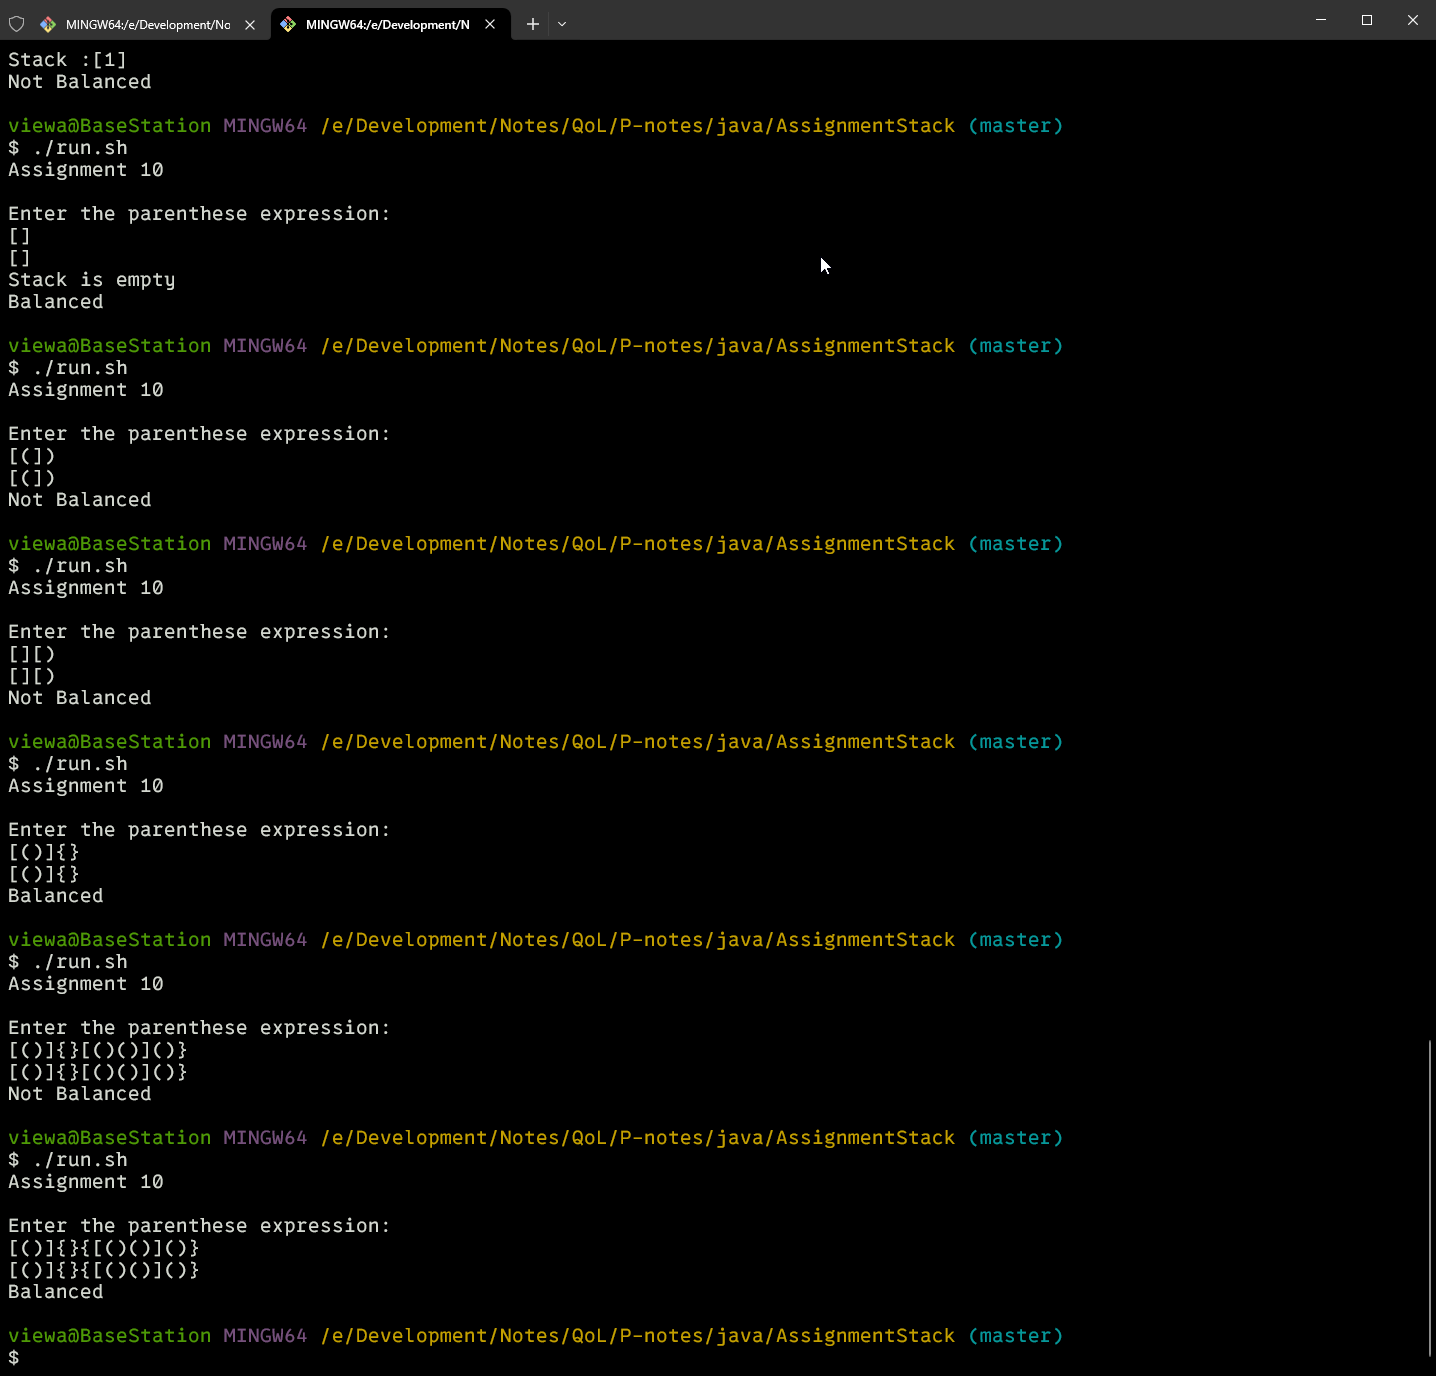 MINGW64:/e/Development/No
MINGW64:/e/Development/N
Stack :[1]
Not Balanced
viewa@BaseStation MINGW64 /e/Development/Notes/QoL/P-notes/java/AssignmentStack (master)
$ ./run.sh
Assignment 10
Enter the parenthese expression:
[]
[]
Stack is empty
Balanced
viewa@BaseStation MINGW64 /e/Development/Notes/QoL/P-notes/java/AssignmentStack (master)
$ ./run.sh
Assignment 10
Enter the parenthese expression:
[(])
[(])
Not Balanced
viewa@BaseStation MINGW64 /e/Development/Notes/QoL/P-notes/java/AssignmentStack (master)
$ ./run.sh
Assignment 10
Enter the parenthese expression:
[][)
[][)
Not Balanced
viewa@BaseStation MINGW64 /e/Development/Notes/QoL/P-notes/java/AssignmentStack (master)
$ ./run.sh
Assignment 10
Enter the parenthese expression:
[()]{}
[()]{}
Balanced
viewa@BaseStation MINGW64 /e/Development/Notes/QoL/P-notes/java/AssignmentStack (master)
$ ./run.sh
Assignment 10
Enter the parenthese expression:
[()]{}[()()]()}
[()]{}[()()]()}
Not Balanced
viewa@BaseStation MINGW64 /e/Development/Notes/QoL/P-notes/java/AssignmentStack (master)
$ ./run.sh
Assignment 10
Enter the parenthese expression:
[()]{}{[()()]()}
[()]{}{[()()]()}
Balanced
viewa@BaseStation MINGW64 /e/Development/Notes/QoL/P-notes/java/AssignmentStack (master)
$